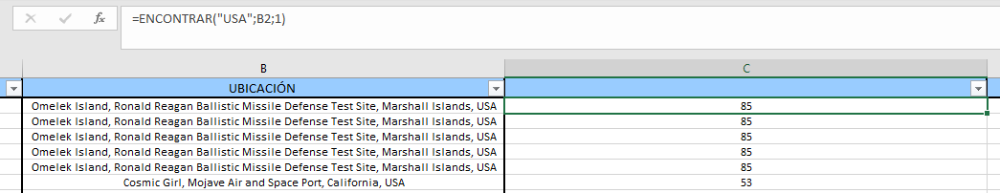 fx =ENCONTRAR("USA";B2;1)
B C
UBICACIÓN
Omelek Island, Ronald Reagan Ballistic Missile Defense Test Site, Marshall Islands, USA 85
Omelek Island, Ronald Reagan Ballistic Missile Defense Test Site, Marshall Islands, USA 85
Omelek Island, Ronald Reagan Ballistic Missile Defense Test Site, Marshall Islands, USA 85
Omelek Island, Ronald Reagan Ballistic Missile Defense Test Site, Marshall Islands, USA 85
Omelek Island, Ronald Reagan Ballistic Missile Defense Test Site, Marshall Islands, USA 85
Cosmic Girl, Mojave Air and Space Port, California, USA 53